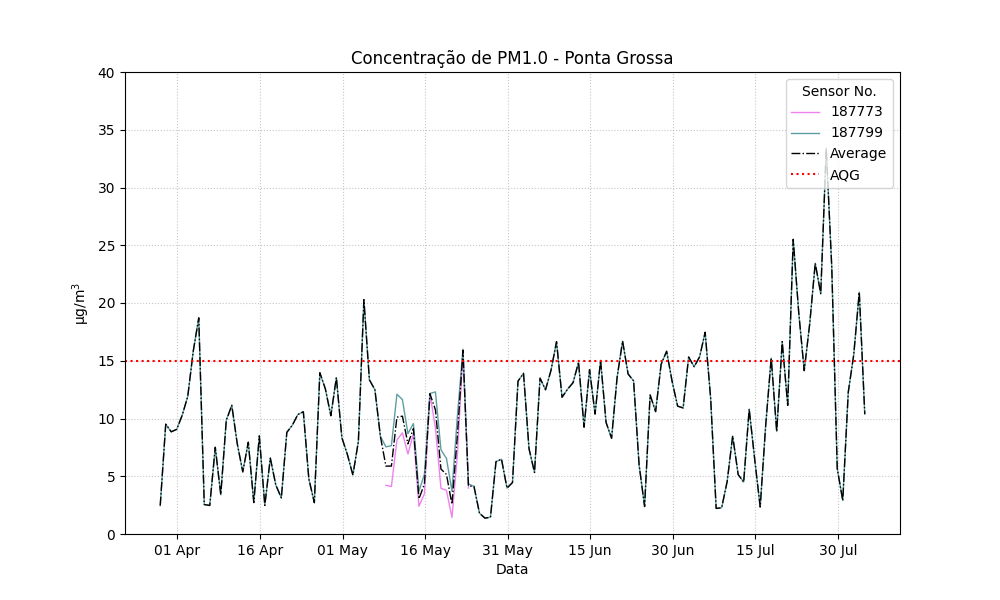 Concentração de PM1.0 - Ponta Grossa
Sensor No.
187773
187799
Average
AQG
µg/m³
40
35
30
25
20
15
10
5
0
01 Apr
16 Apr
01 May
16 May
31 May
15 Jun
30 Jun
15 Jul
30 Jul
Data